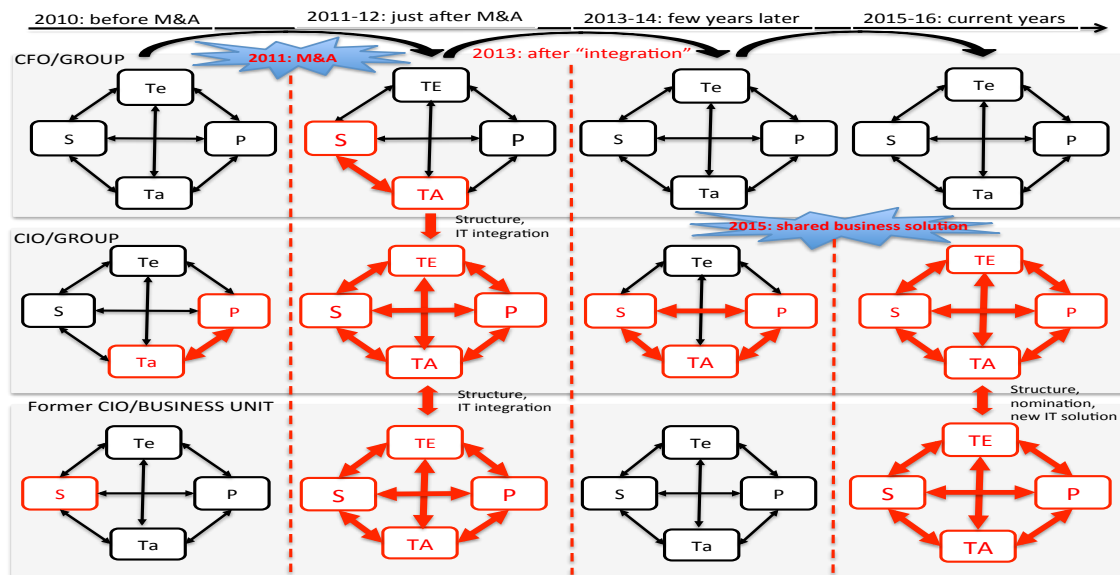 2010: before M&A
2011-12: just after M&A
2013-14: few years later
2015-16: current years
2011: M&A
2013: after “integration”
CFO/GROUP
Te
S
P
Ta
TE
S
P
TA
Te
S
P
Ta
Te
S
P
Ta
Structure,
IT integration
2015: shared business solution
CIO/GROUP
Te
S
P
Ta
TE
S
P
TA
Te
S
P
TA
TE
S
P
TA
Structure,
IT integration
Structure,
nomination,
new IT solution
Former CIO/BUSINESS UNIT
Te
S
P
Ta
TE
S
P
TA
Te
S
P
Ta
TE
S
P
TA